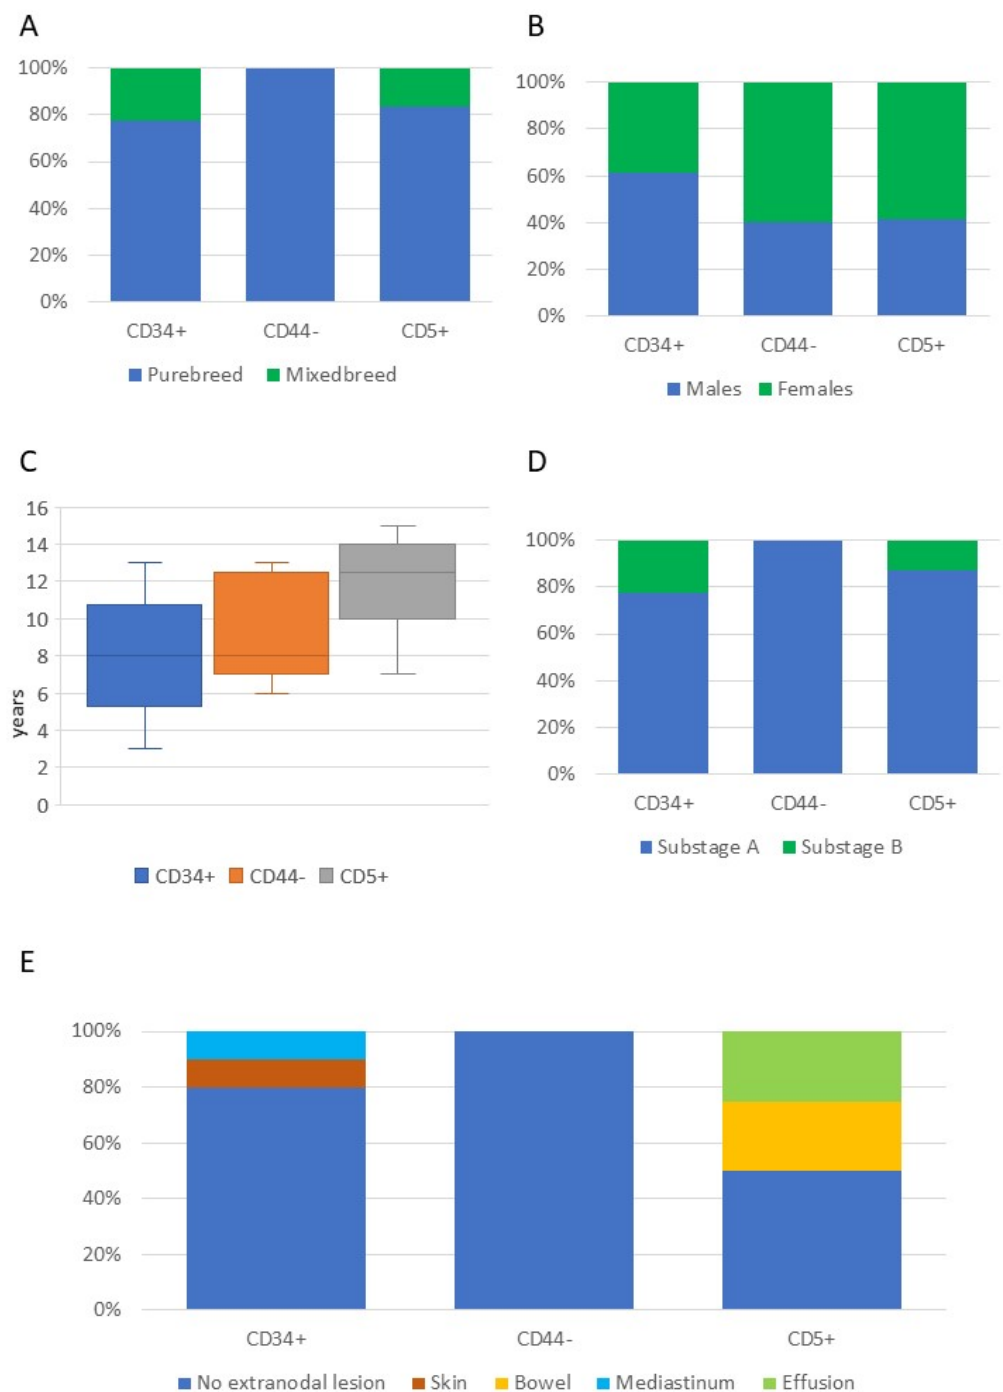 A
100%
80%
60%
40%
20%
0%
CD34+ CD44- CD5+
Purebreed Mixedbreed
B
100%
80%
60%
40%
20%
0%
CD34+ CD44- CD5+
Males Females
C
16
14
12
10
8
6
4
2
0
years
CD34+ CD44- CD5+
D
100%
80%
60%
40%
20%
0%
CD34+ CD44- CD5+
Substage A Substage B
E
100%
80%
60%
40%
20%
0%
CD34+ CD44- CD5+
No extranodal lesion Skin Bowel Mediastinum Effusion